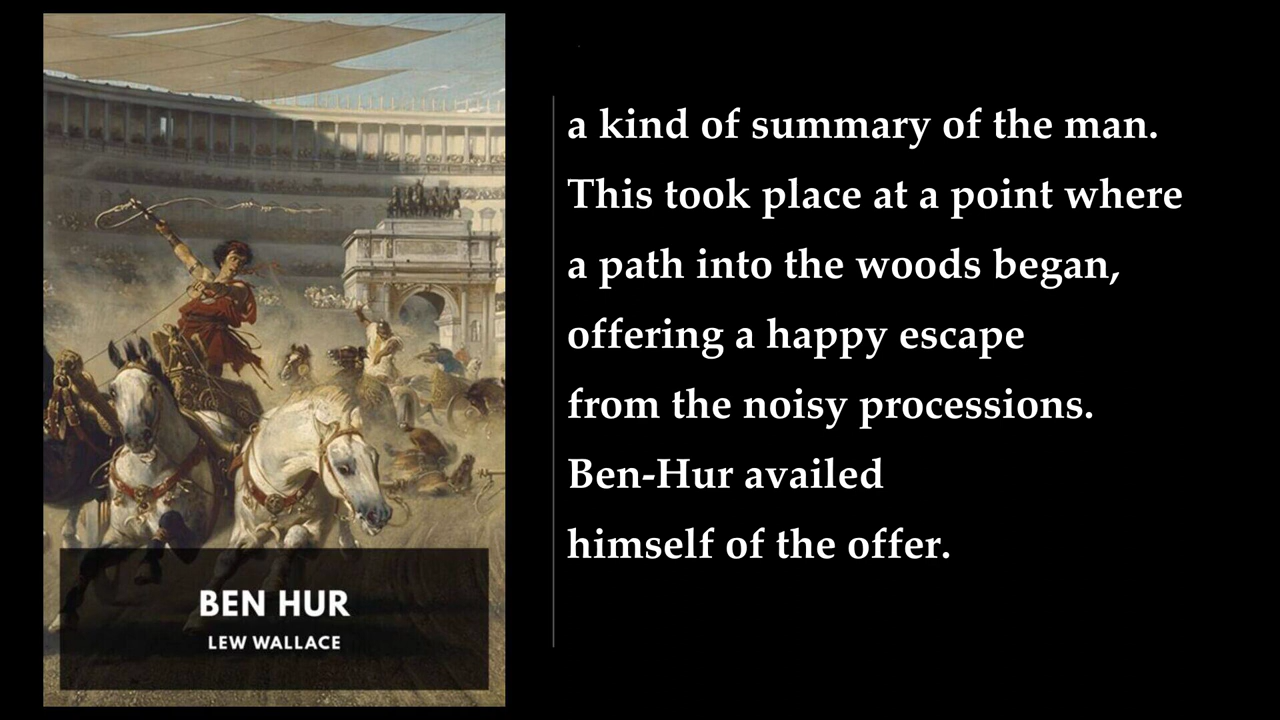 BEN HUR
LEW WALLACE
a kind of summary of the man.
This took place at a point where
a path into the woods began,
offering a happy escape
from the noisy processions.
Ben-Hur availed
himself of the offer.